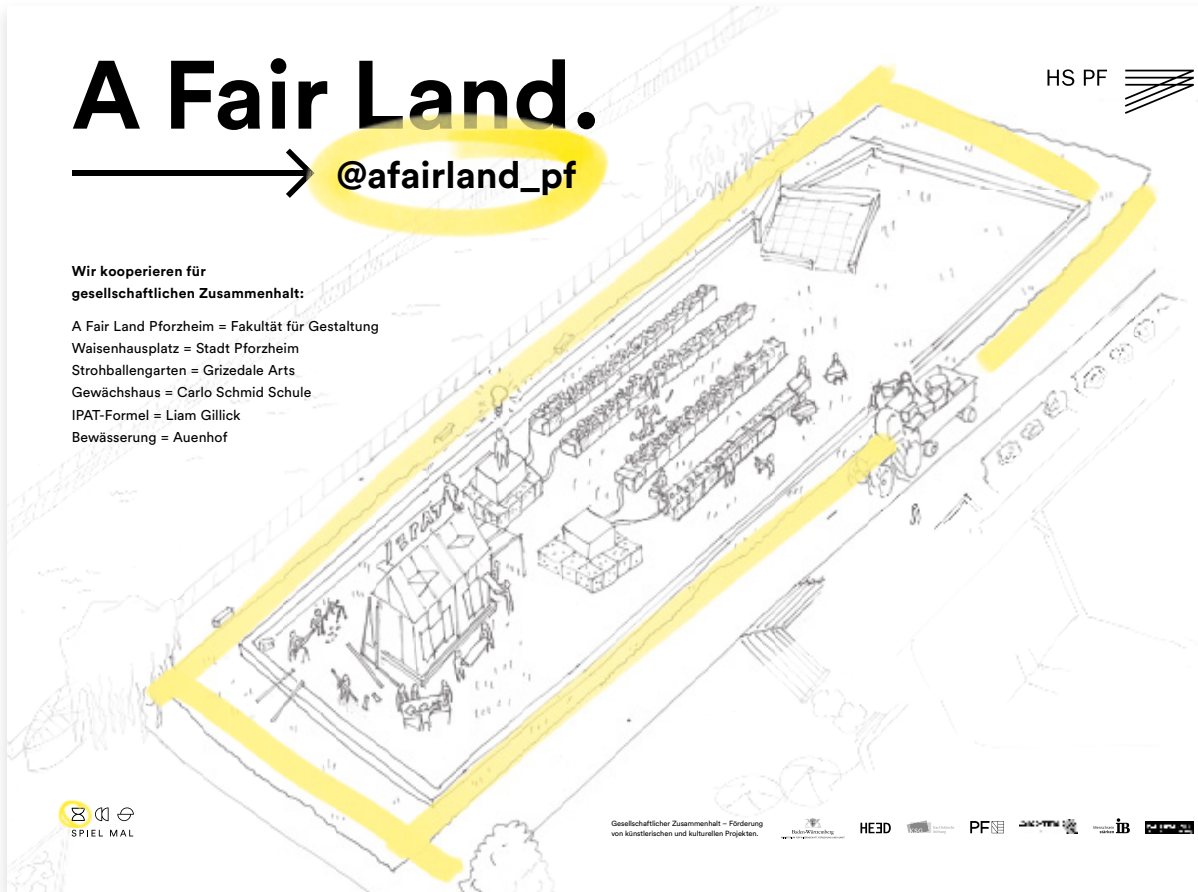 A Fair Land.
@afairland_pf
HS PF
Wir kooperieren für
gesellschaftlichen Zusammenhalt:
A Fair Land Pforzheim = Fakultät für Gestaltung
Waisenhausplatz = Stadt Pforzheim
Strohballengarten = Grizedale Arts
Gewächshaus = Carlo Schmid Schule
IPAT-Formel = Liam Gillick
Bewässerung = Auenhof
SPIEL MAL
Gesellschaftlicher Zusammenhalt – Förderung
von künstlerischen und kulturellen Projekten.
Baden-Württemberg
PF
iB